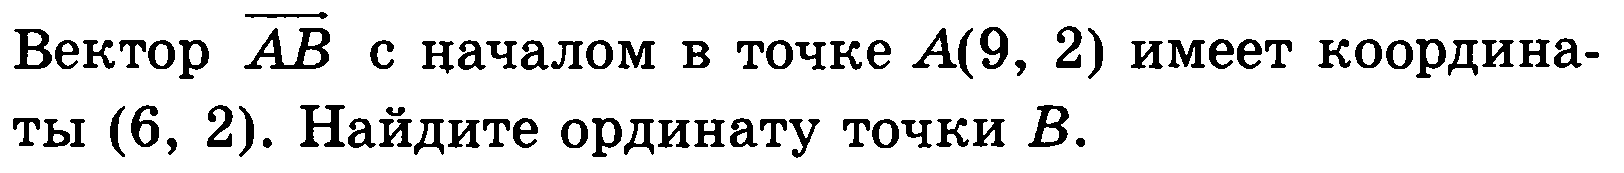 Вектор \overrightarrow{AB} с началом в точке A(9, 2) имеет координа-
ты (6, 2). Найдите ординату точки B.